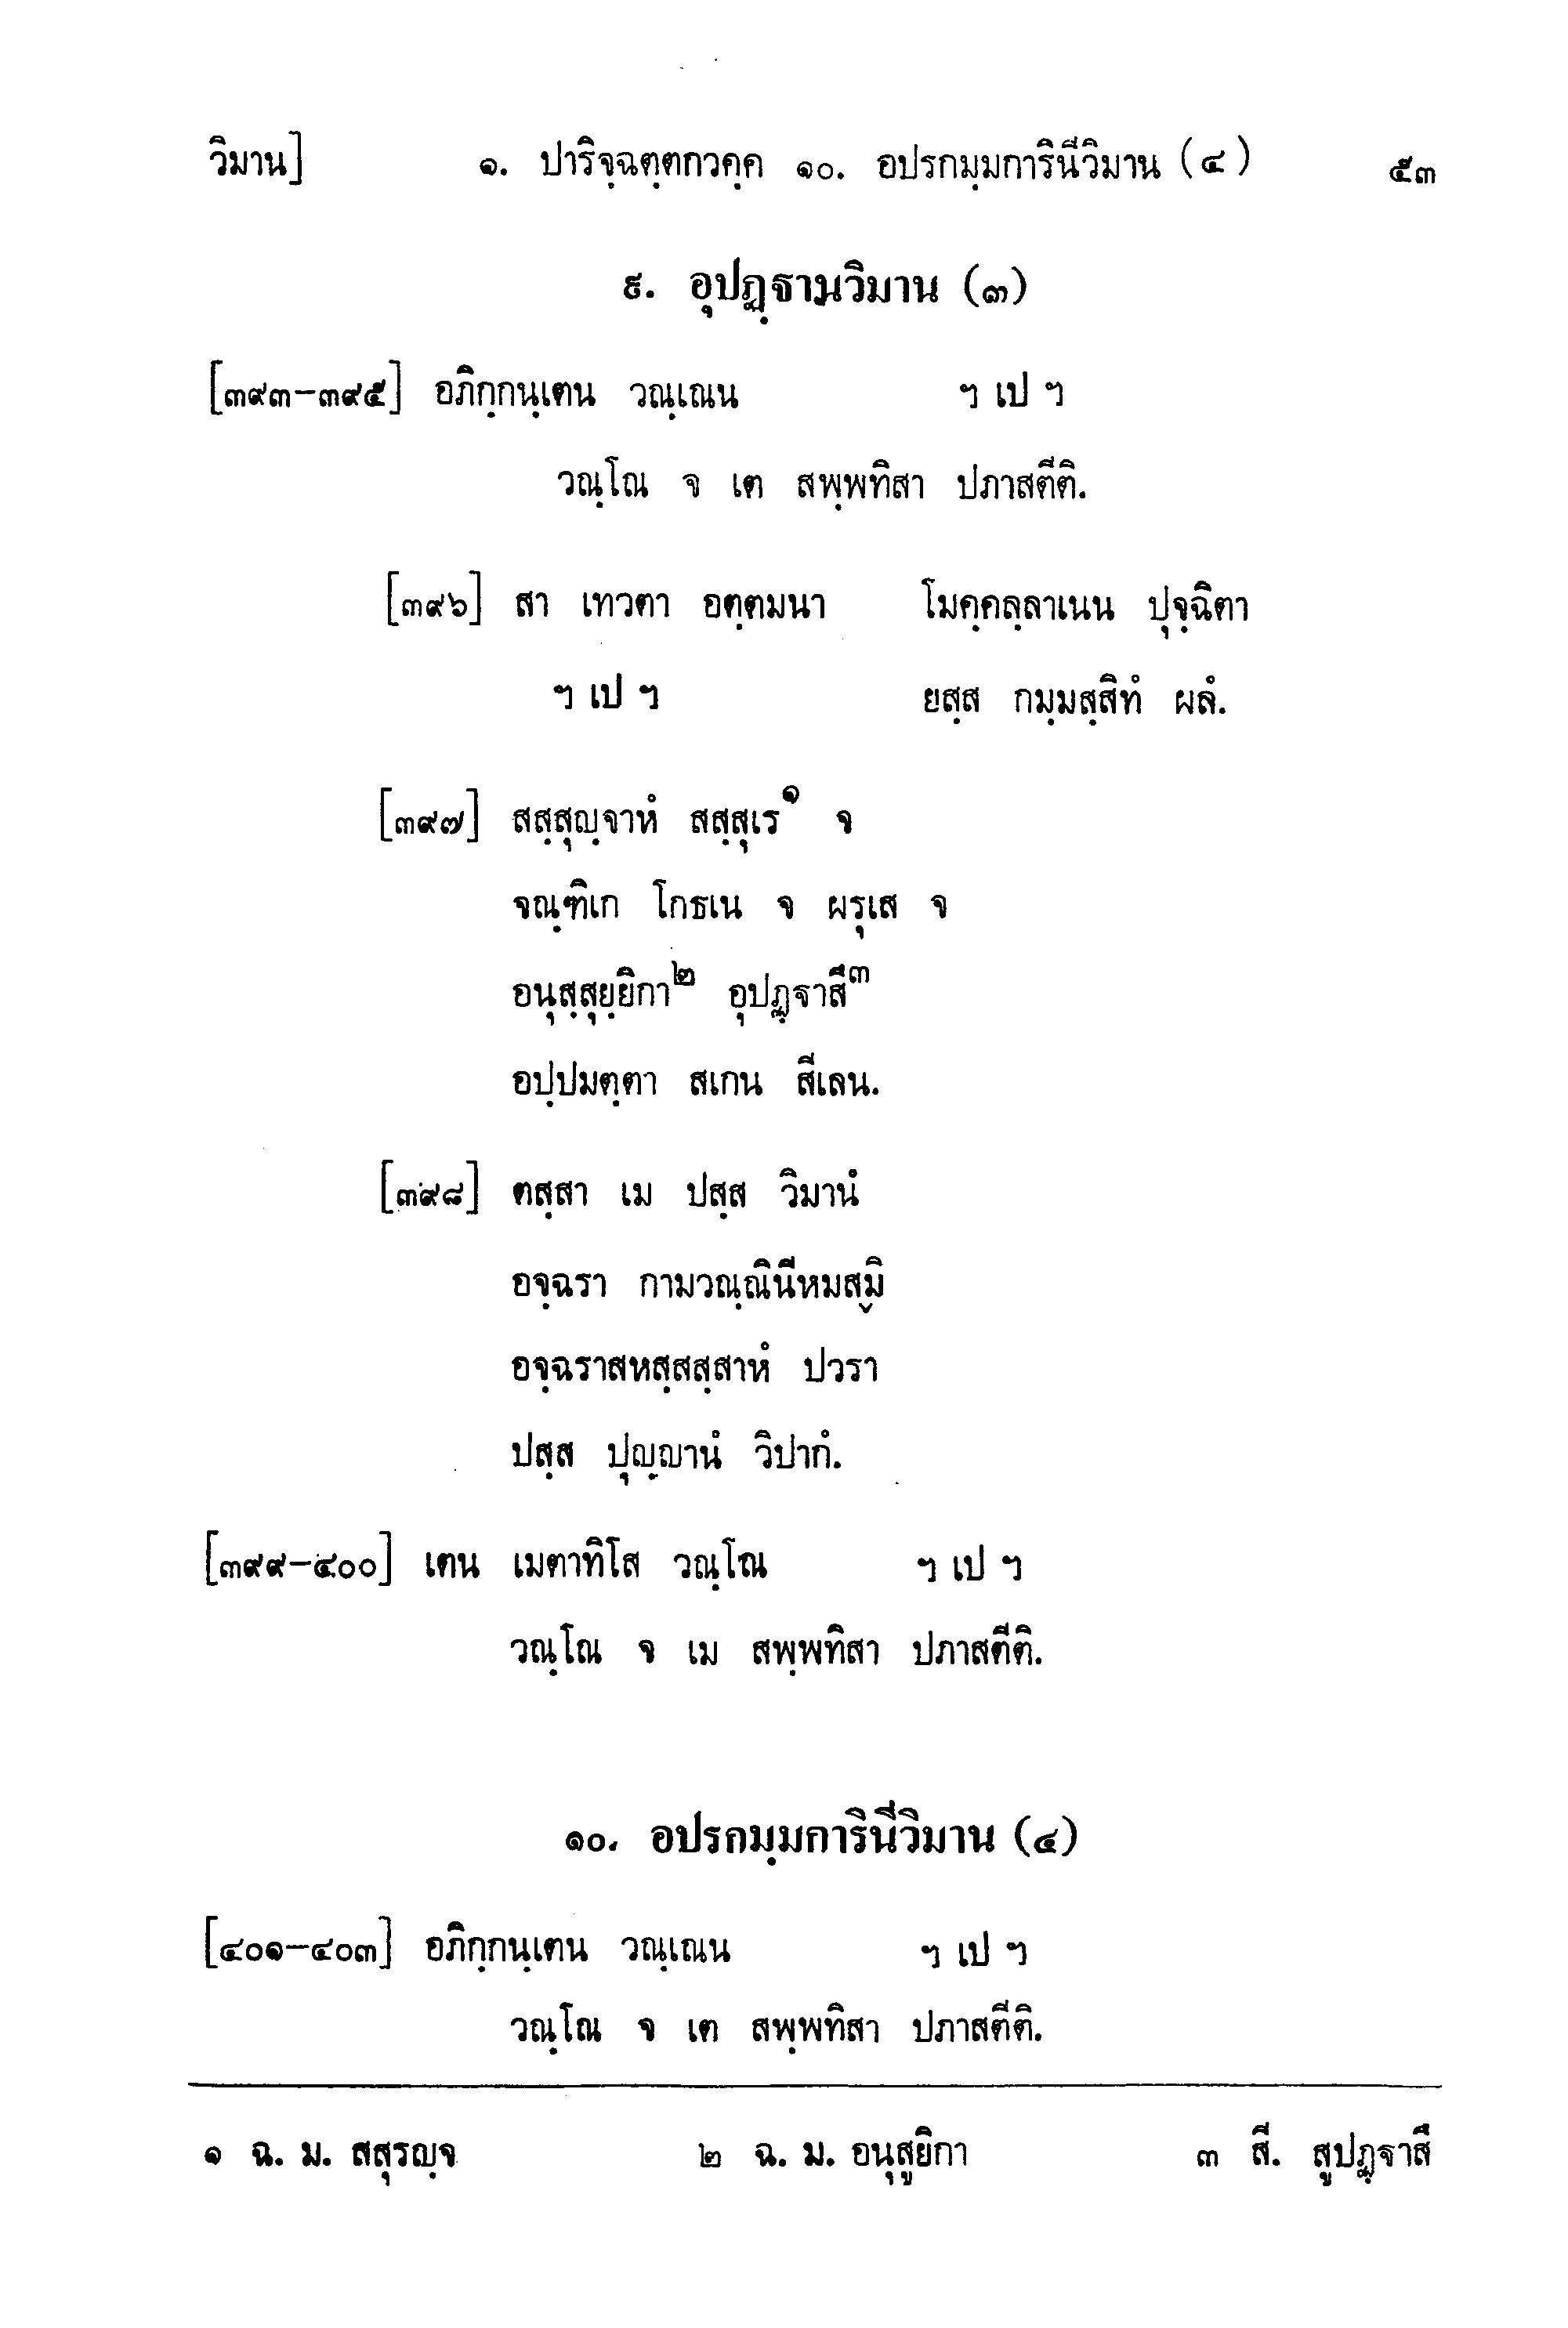 วิมาน] ๑. ปาริจฺฉตฺตกวคฺค ๑๐. อปรกมฺมการินีวิมาน (๔) ๕๓
๙. อุปฏฺฐานวิมาน (๓)
[๓๙๓-๓๙๕] อภิกฺกนฺเตน วณฺเณน ฯ เป ฯ
วณฺโณ จ เต สพฺพทิสา ปภาสตีติ.
[๓๙๖] สา เทวตา อตฺตมนา โมคฺคลฺลาเนน ปุจฺฉิตา
ฯ เป ฯ ยสฺส กมฺมสฺสิทํ ผลํ.
[๓๙๗] สสฺสุญฺจาหํ สสฺสุเร๑ จ
จณฺฑิเก โกธเน จ ผรุเส จ
อนุสฺสุยฺยิกา๒ อุปฏฺฐาสึ๓
อปฺปมตฺตา สเกน สีเลน.
[๓๙๘] ตสฺสา เม ปสฺส วิมานํ
อจฺฉรา กามวณฺณินีหมสฺมิ
อจฺฉราสหสฺสสฺสาหํ ปวรา
ปสฺส ปุญฺญานํ วิปากํ.
[๓๙๙-๔๐๐] เตน เมตาทิโส วณฺโณ ฯ เป ฯ
วณฺโณ จ เม สพฺพทิสา ปภาสตีติ.
๑๐. อปรกมฺมการินีวิมาน (๔)
[๔๐๑-๔๐๓] อภิกฺกนฺเตน วณฺเณน ฯ เป ฯ
วณฺโณ จ เต สพฺพทิสา ปภาสตีติ.
๑ ฉ. ม. สสุรญฺจ ๒ ฉ. ม. อนุสูยิกา ๓ สี. สูปฏฺฐาสึ